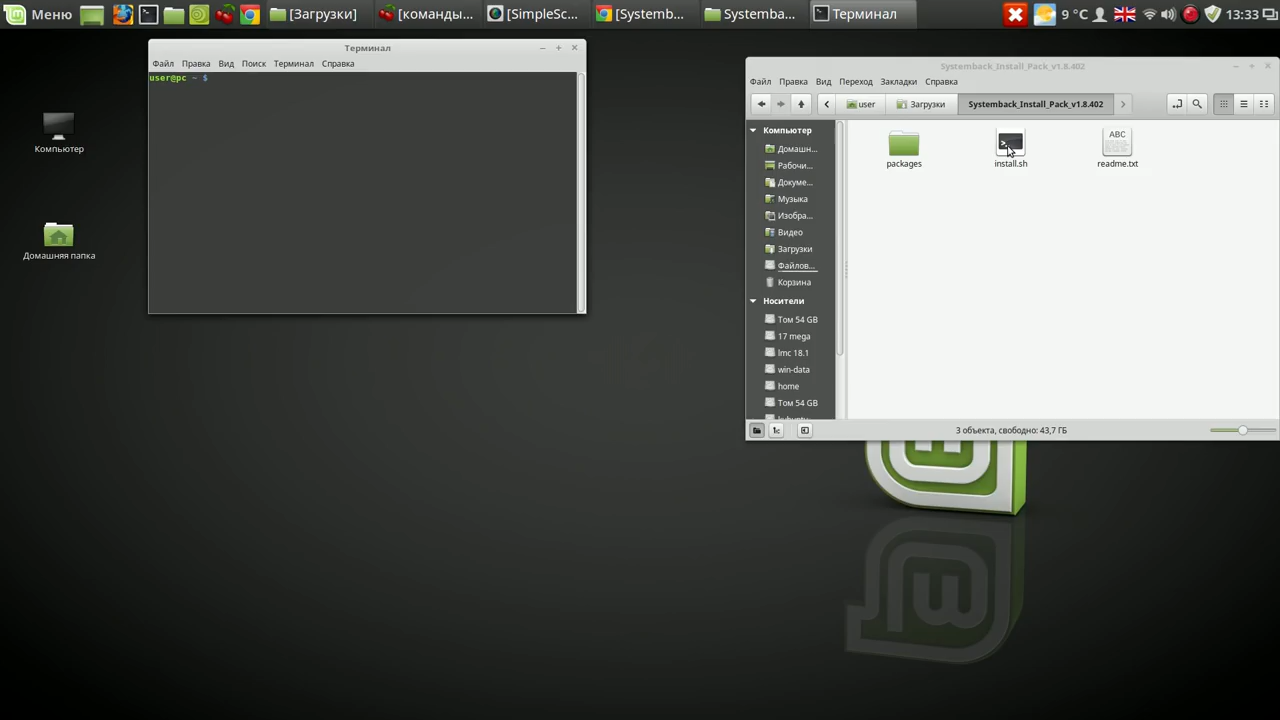 Меню
[Загрузки]
[команды...
[SimpleSc...
[Systemb...
Systemba...
Терминал
9 °C
13:33
Компьютер
Домашняя папка
Терминал
Файл Правка Вид Поиск Терминал Справка
user@pc ~ $
Systemback_Install_Pack_v1.8.402
Файл Правка Вид Переход Закладки Справка
user Загрузки Systemback_Install_Pack_v1.8.402
Компьютер
Домашн...
Рабочи...
Докуме...
Музыка
Изобра...
Видео
Загрузки
Файлов...
Корзина
Носители
Том 54 GB
17 mega
lmc 18.1
win-data
home
Том 54 GB
packages
install.sh
ABC
readme.txt
3 объекта, свободно: 43,7 ГБ